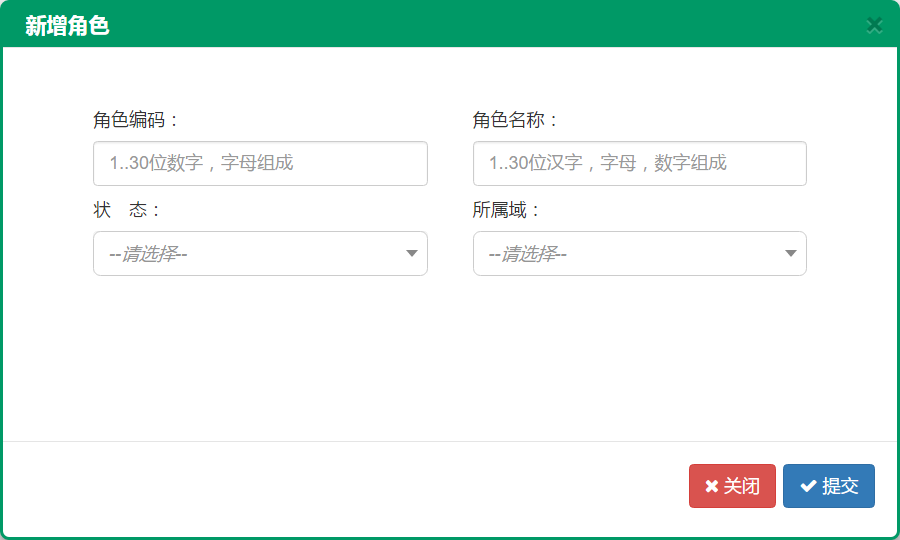 新增角色
角色编码：
角色名称：
1..30位数字，字母组成
1..30位汉字，字母，数字组成
状　态：
所属域：
--请选择--
--请选择--
关闭
提交